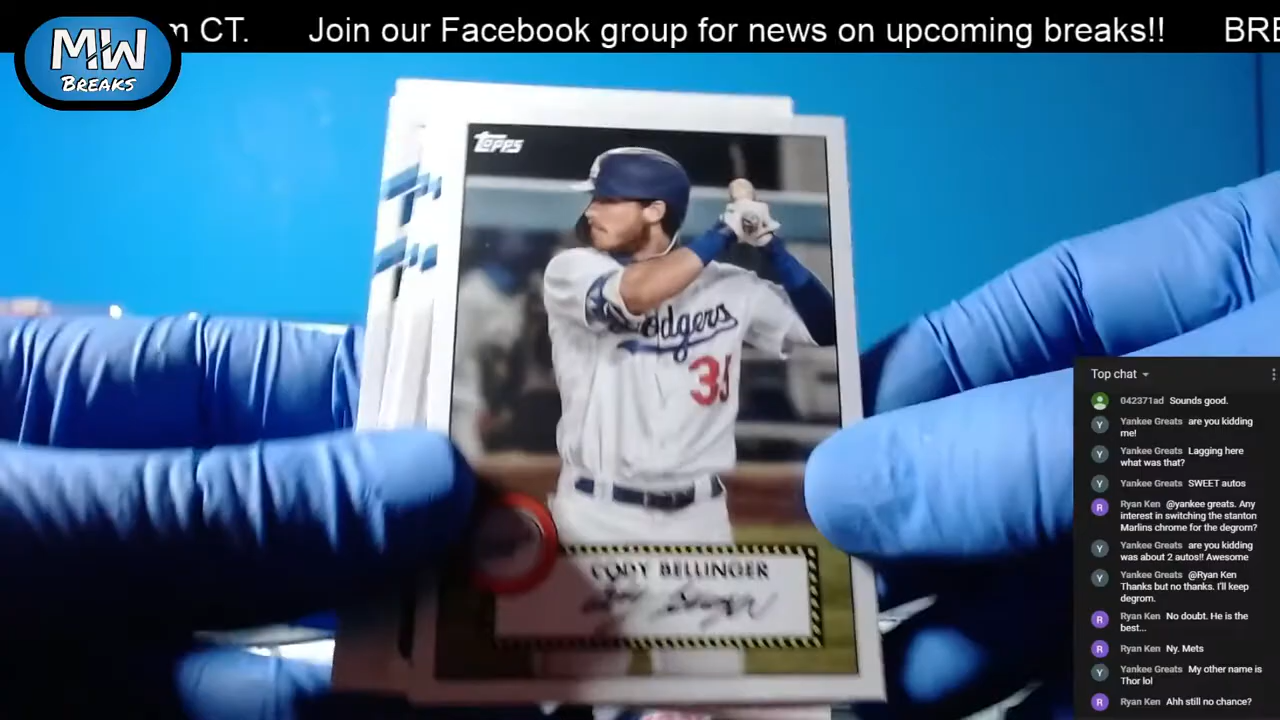 m CT. Join our Facebook group for news on upcoming breaks!! BRE
MW
BREAKS
Topps
Dodgers
35
CODY BELLINGER
Top chat
042371ad Sounds good.
Yankee Greats are you kidding
me!
Yankee Greats Lagging here
what was that?
Yankee Greats SWEET autos
Ryan Ken @yankee greats. Any
interest in switching the stanton
Marlins chrome for the degrom?
Yankee Greats are you kidding
was about 2 autos!! Awesome
Yankee Greats @Ryan Ken
Thanks but no thanks. I'll keep
degrom.
Ryan Ken No doubt. He is the
best...
Ryan Ken Ny. Mets
Yankee Greats My other name is
Thor lol
Ryan Ken Ahh still no chance?